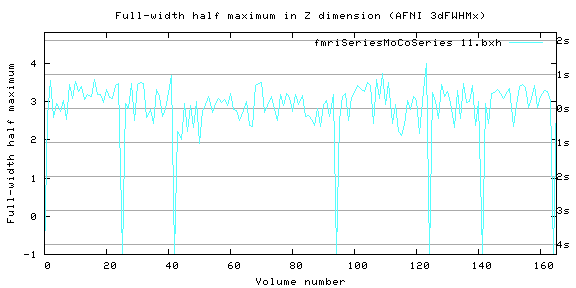 Full-width half maximum in Z dimension (AFNI 3dFWHMx)
fmriSeriesMoCoSeries 11.bxh
Full-width half maximum
4
3
2
1
0
-1
2s
1s
0s
1s
2s
3s
4s
0 20 40 60 80 100 120 140 160
Volume number